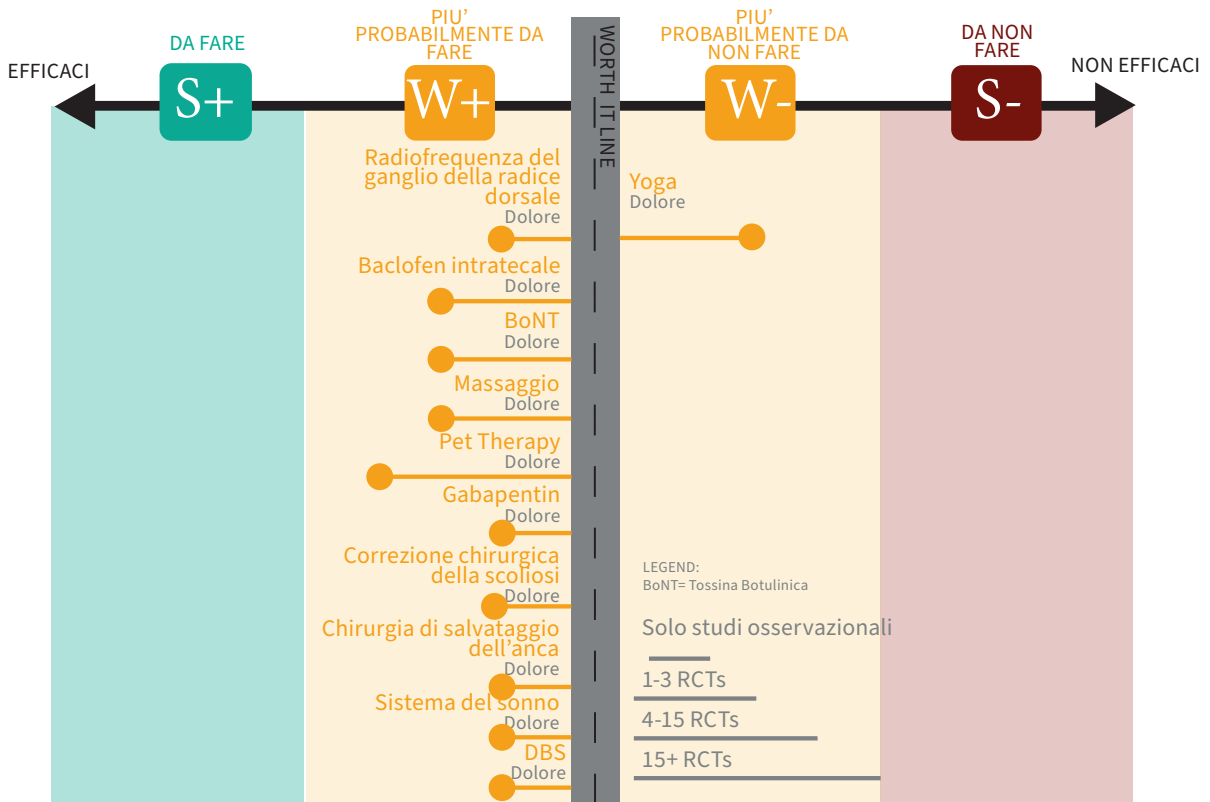 EFFICACI
DA FARE
S+
PIU’
PROBABILMENTE DA
FARE
W+
WORTH IT LINE
PIU’
PROBABILMENTE DA
NON FARE
W-
DA NON
FARE
S-
NON EFFICACI
Radiofrequenza del
ganglio della radice
dorsale
Dolore
Baclofen intratecale
Dolore
BoNT
Dolore
Massaggio
Dolore
Pet Therapy
Dolore
Gabapentin
Dolore
Correzione chirurgica
della scoliosi
Dolore
Chirurgia di salvataggio
dell’anca
Dolore
Sistema del sonno
Dolore
DBS
Dolore
Yoga
Dolore
LEGEND:
BoNT= Tossina Botulinica
Solo studi osservazionali
1-3 RCTs
4-15 RCTs
15+ RCTs